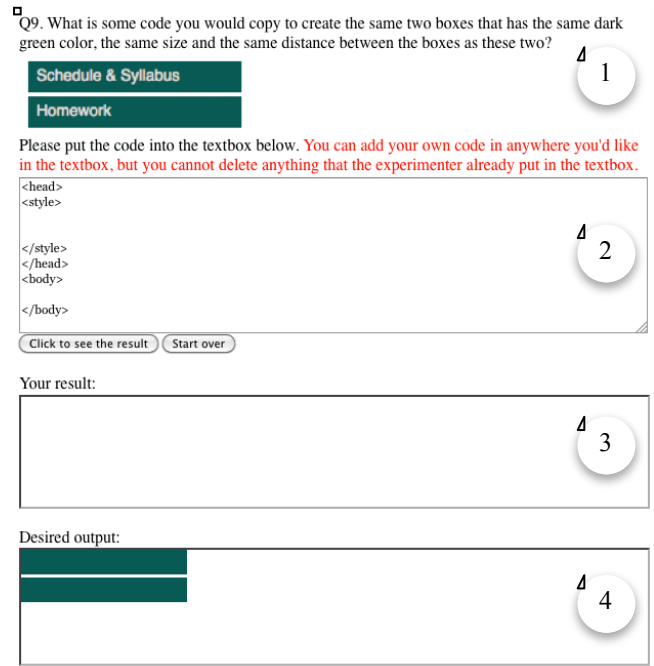 Q9. What is some code you would copy to create the same two boxes that has the same dark
green color, the same size and the same distance between the boxes as these two?
1
Schedule & Syllabus
Homework
Please put the code into the textbox below. You can add your own code in anywhere you'd like
in the textbox, but you cannot delete anything that the experimenter already put in the textbox.
<head>
<style>
</style>
</head>
<body>
</body>
2
Click to see the result Start over
Your result:
3
Desired output:
4